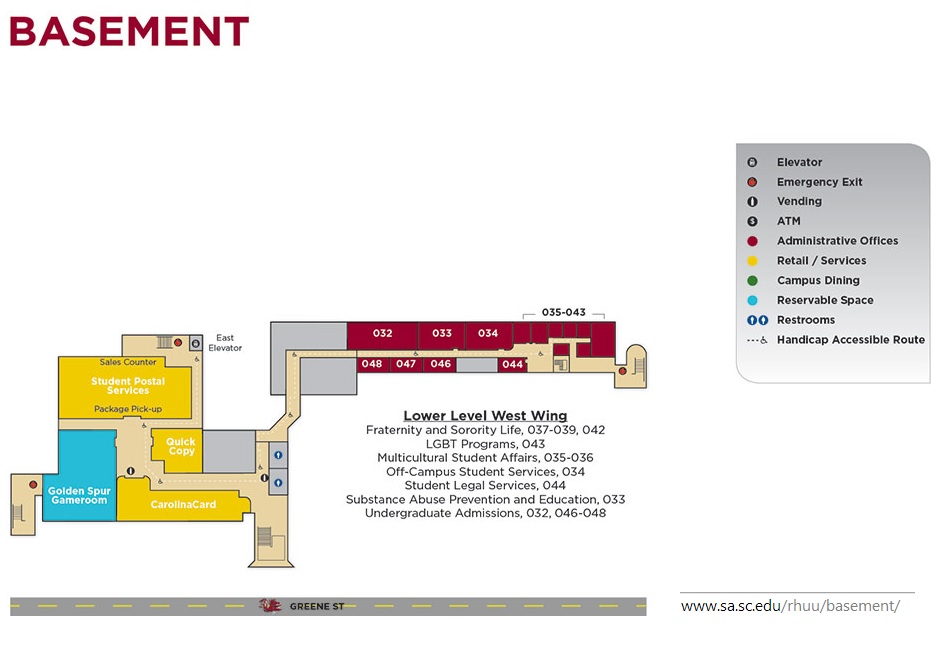 BASEMENT
Elevator
Emergency Exit
Vending
$ ATM
Administrative Offices
Retail / Services
Campus Dining
Reservable Space
Restrooms
Handicap Accessible Route
035-043
032 033 034
048 047 046 044
East
Elevator
Sales Counter
Student Postal
Services
Package Pick-up
Quick
Copy
Golden Spur
Gameroom
CarolinaCard
Lower Level West Wing
Fraternity and Sorority Life, 037-039, 042
LGBT Programs, 043
Multicultural Student Affairs, 035-036
Off-Campus Student Services, 034
Student Legal Services, 044
Substance Abuse Prevention and Education, 033
Undergraduate Admissions, 032, 046-048
GREENE ST
www.sa.sc.edu/rhuu/basement/